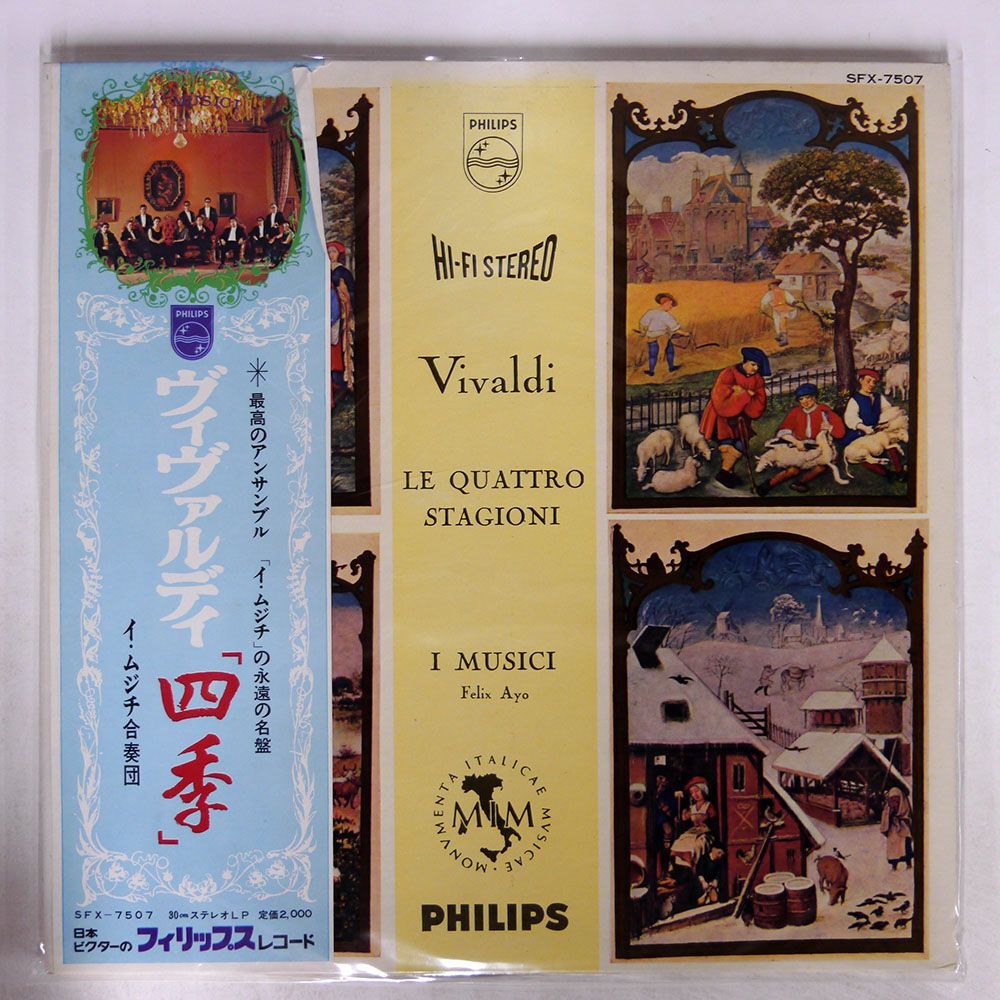 I MUSICI
PHILIPS
ヴィヴァルディ
「四季」
＊最高のアンサンブル 「イ・ムジチ」の永遠の名盤
イ・ムジチ合奏団
SFX-7507 30cmステレオLP 定価2,000
日本
ビクターの フィリップスレコード
PHILIPS
HI-FI STEREO
Vivaldi
LE QUATTRO
STAGIONI
I MUSICI
Felix Ayo
MONUMENTA ITALICAE MVSICAE
MIM
PHILIPS
SFX-7507